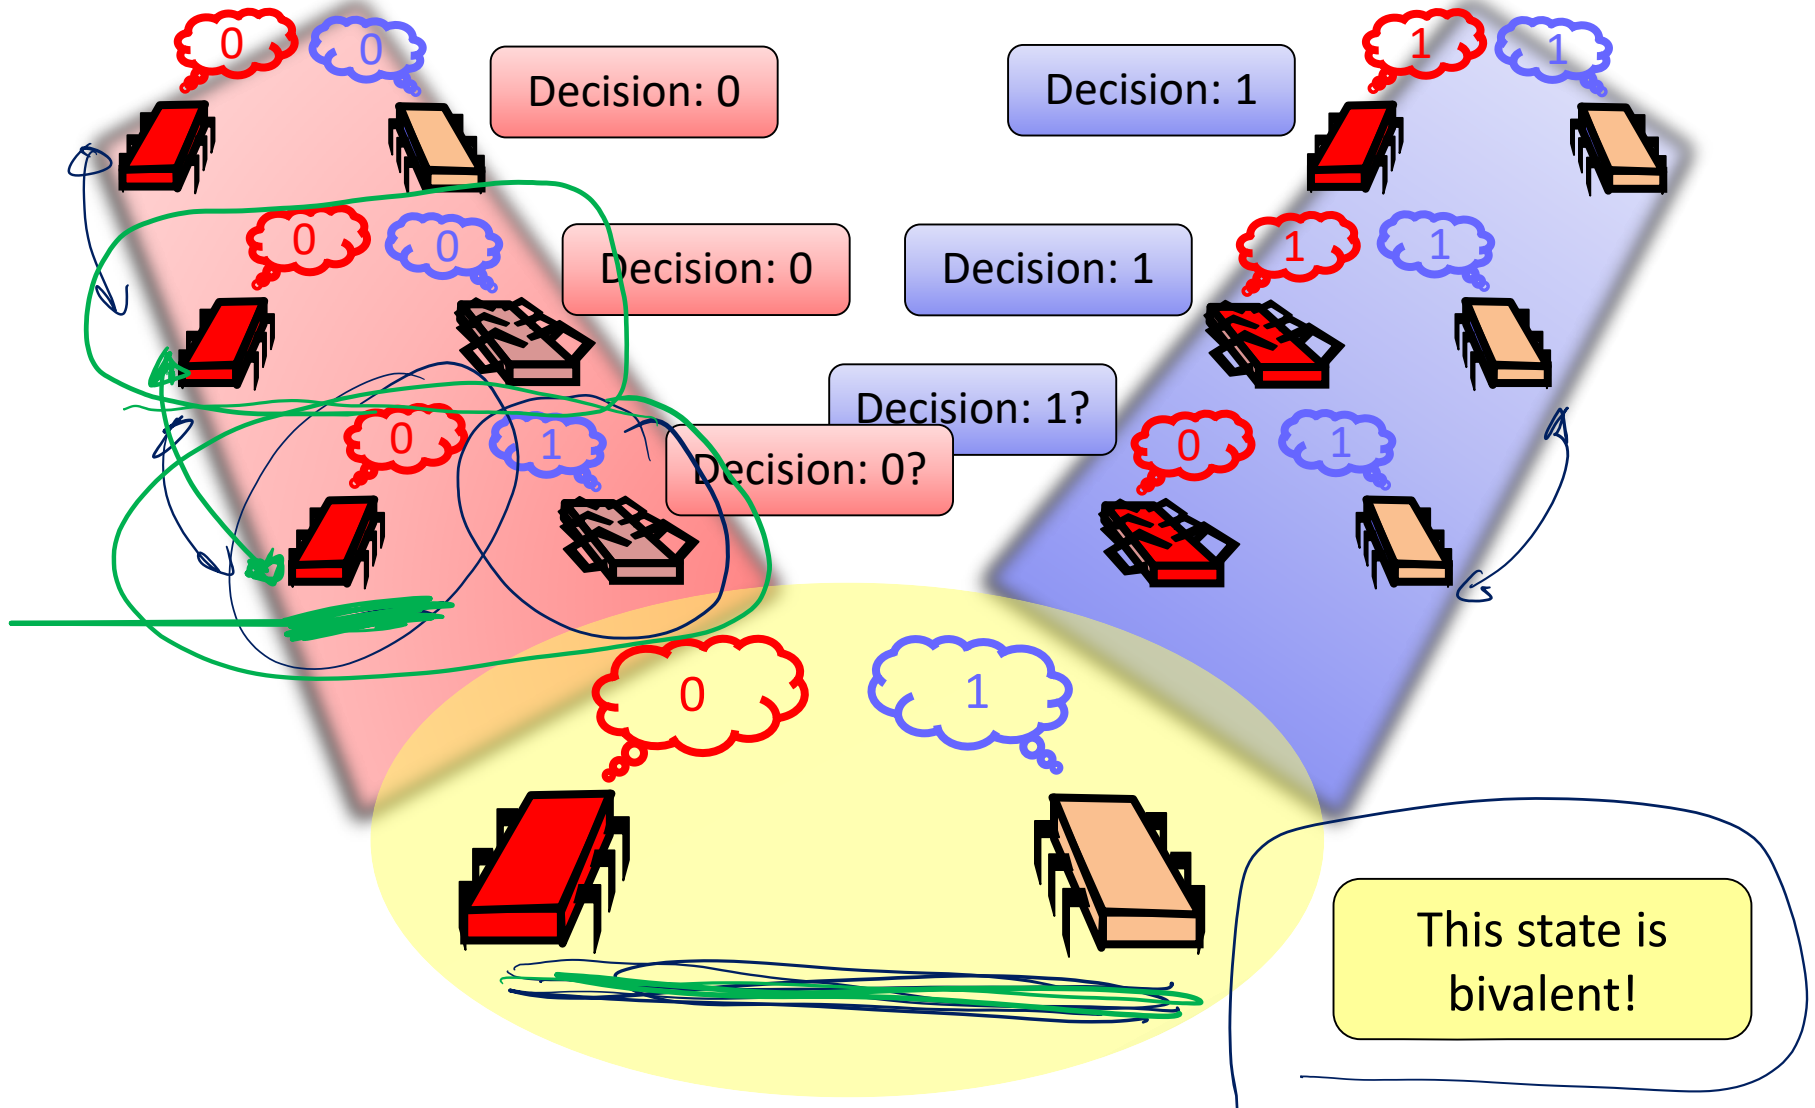 0 0 1 1
Decision: 0 Decision: 1
0 0 1 1
Decision: 0 Decision: 1
Decision: 1?
0 1 0 1
Decision: 0?
0 1
This state is
bivalent!